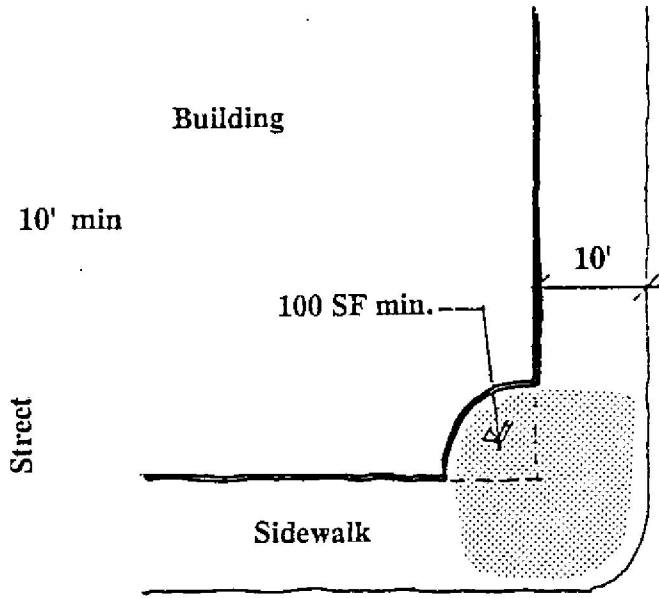 Building
10' min
10'
100 SF min.
Street
Sidewalk